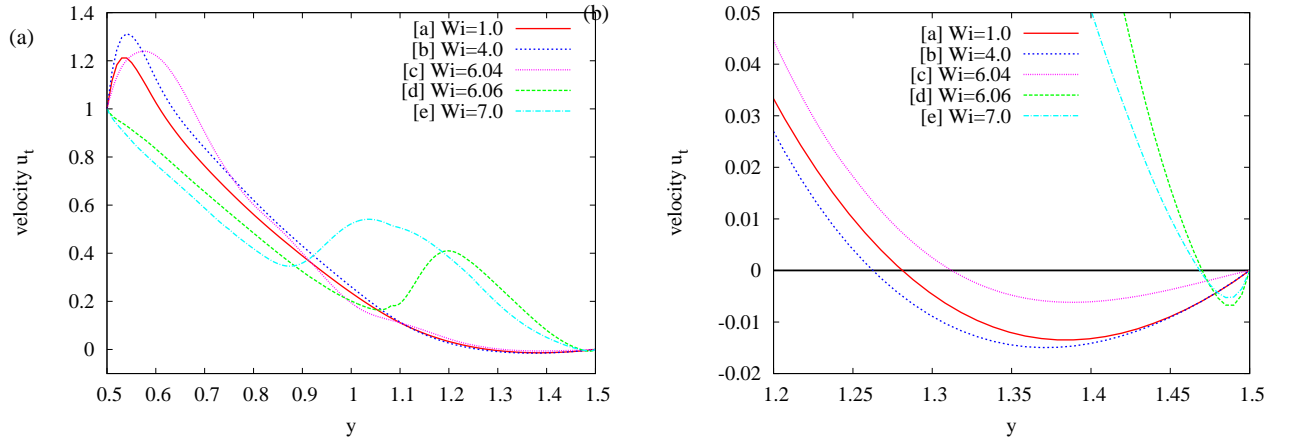 (a)
velocity u_t
1.4
1.2
1
0.8
0.6
0.4
0.2
0
0.5 0.6 0.7 0.8 0.9 1 1.1 1.2 1.3 1.4 1.5
y
[a] Wi=1.0
[b] Wi=4.0
[c] Wi=6.04
[d] Wi=6.06
[e] Wi=7.0
(b)
velocity u_t
0.05
0.04
0.03
0.02
0.01
0
-0.01
-0.02
1.2 1.25 1.3 1.35 1.4 1.45 1.5
y
[a] Wi=1.0
[b] Wi=4.0
[c] Wi=6.04
[d] Wi=6.06
[e] Wi=7.0